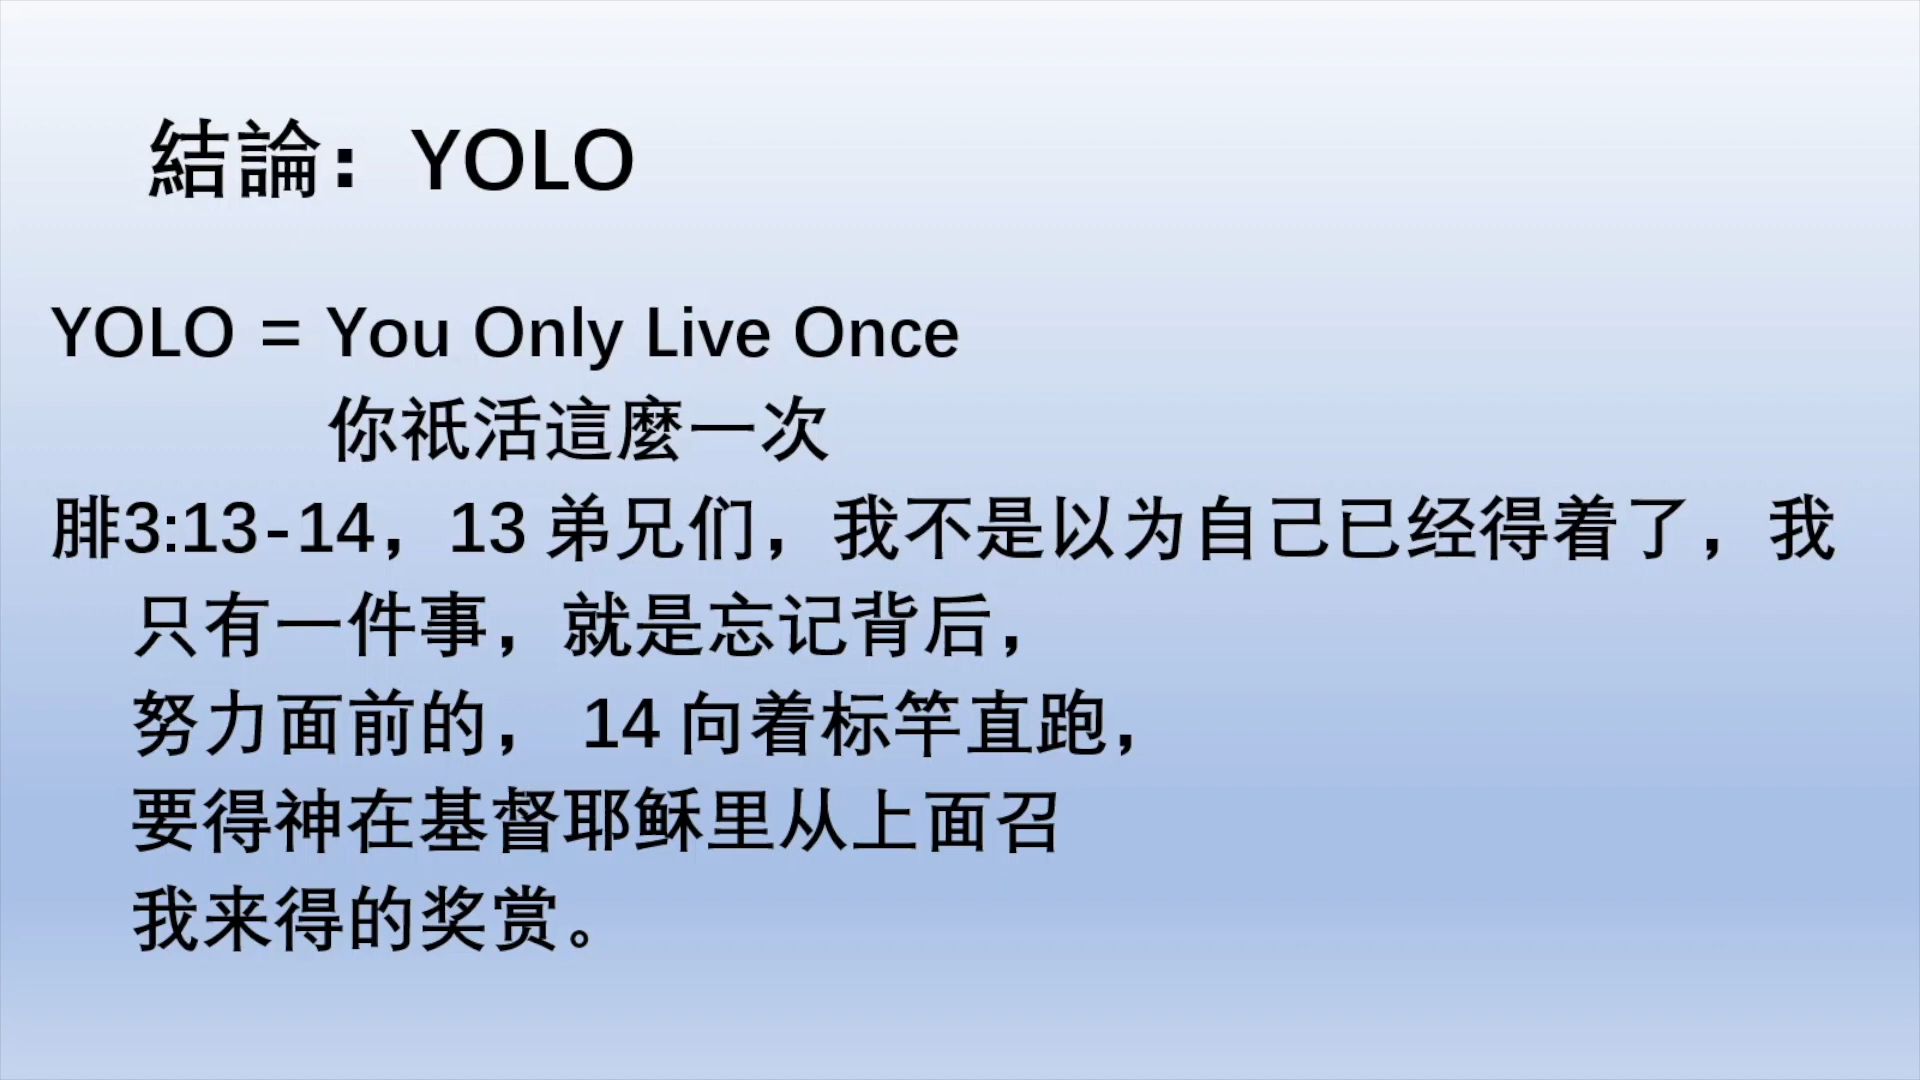 結論：YOLO
YOLO = You Only Live Once
你祇活這麼一次
腓3:13-14，13 弟兄们，我不是以为自己已经得着了，我
只有一件事，就是忘记背后，
努力面前的， 14 向着标竿直跑，
要得神在基督耶稣里从上面召
我来得的奖赏。